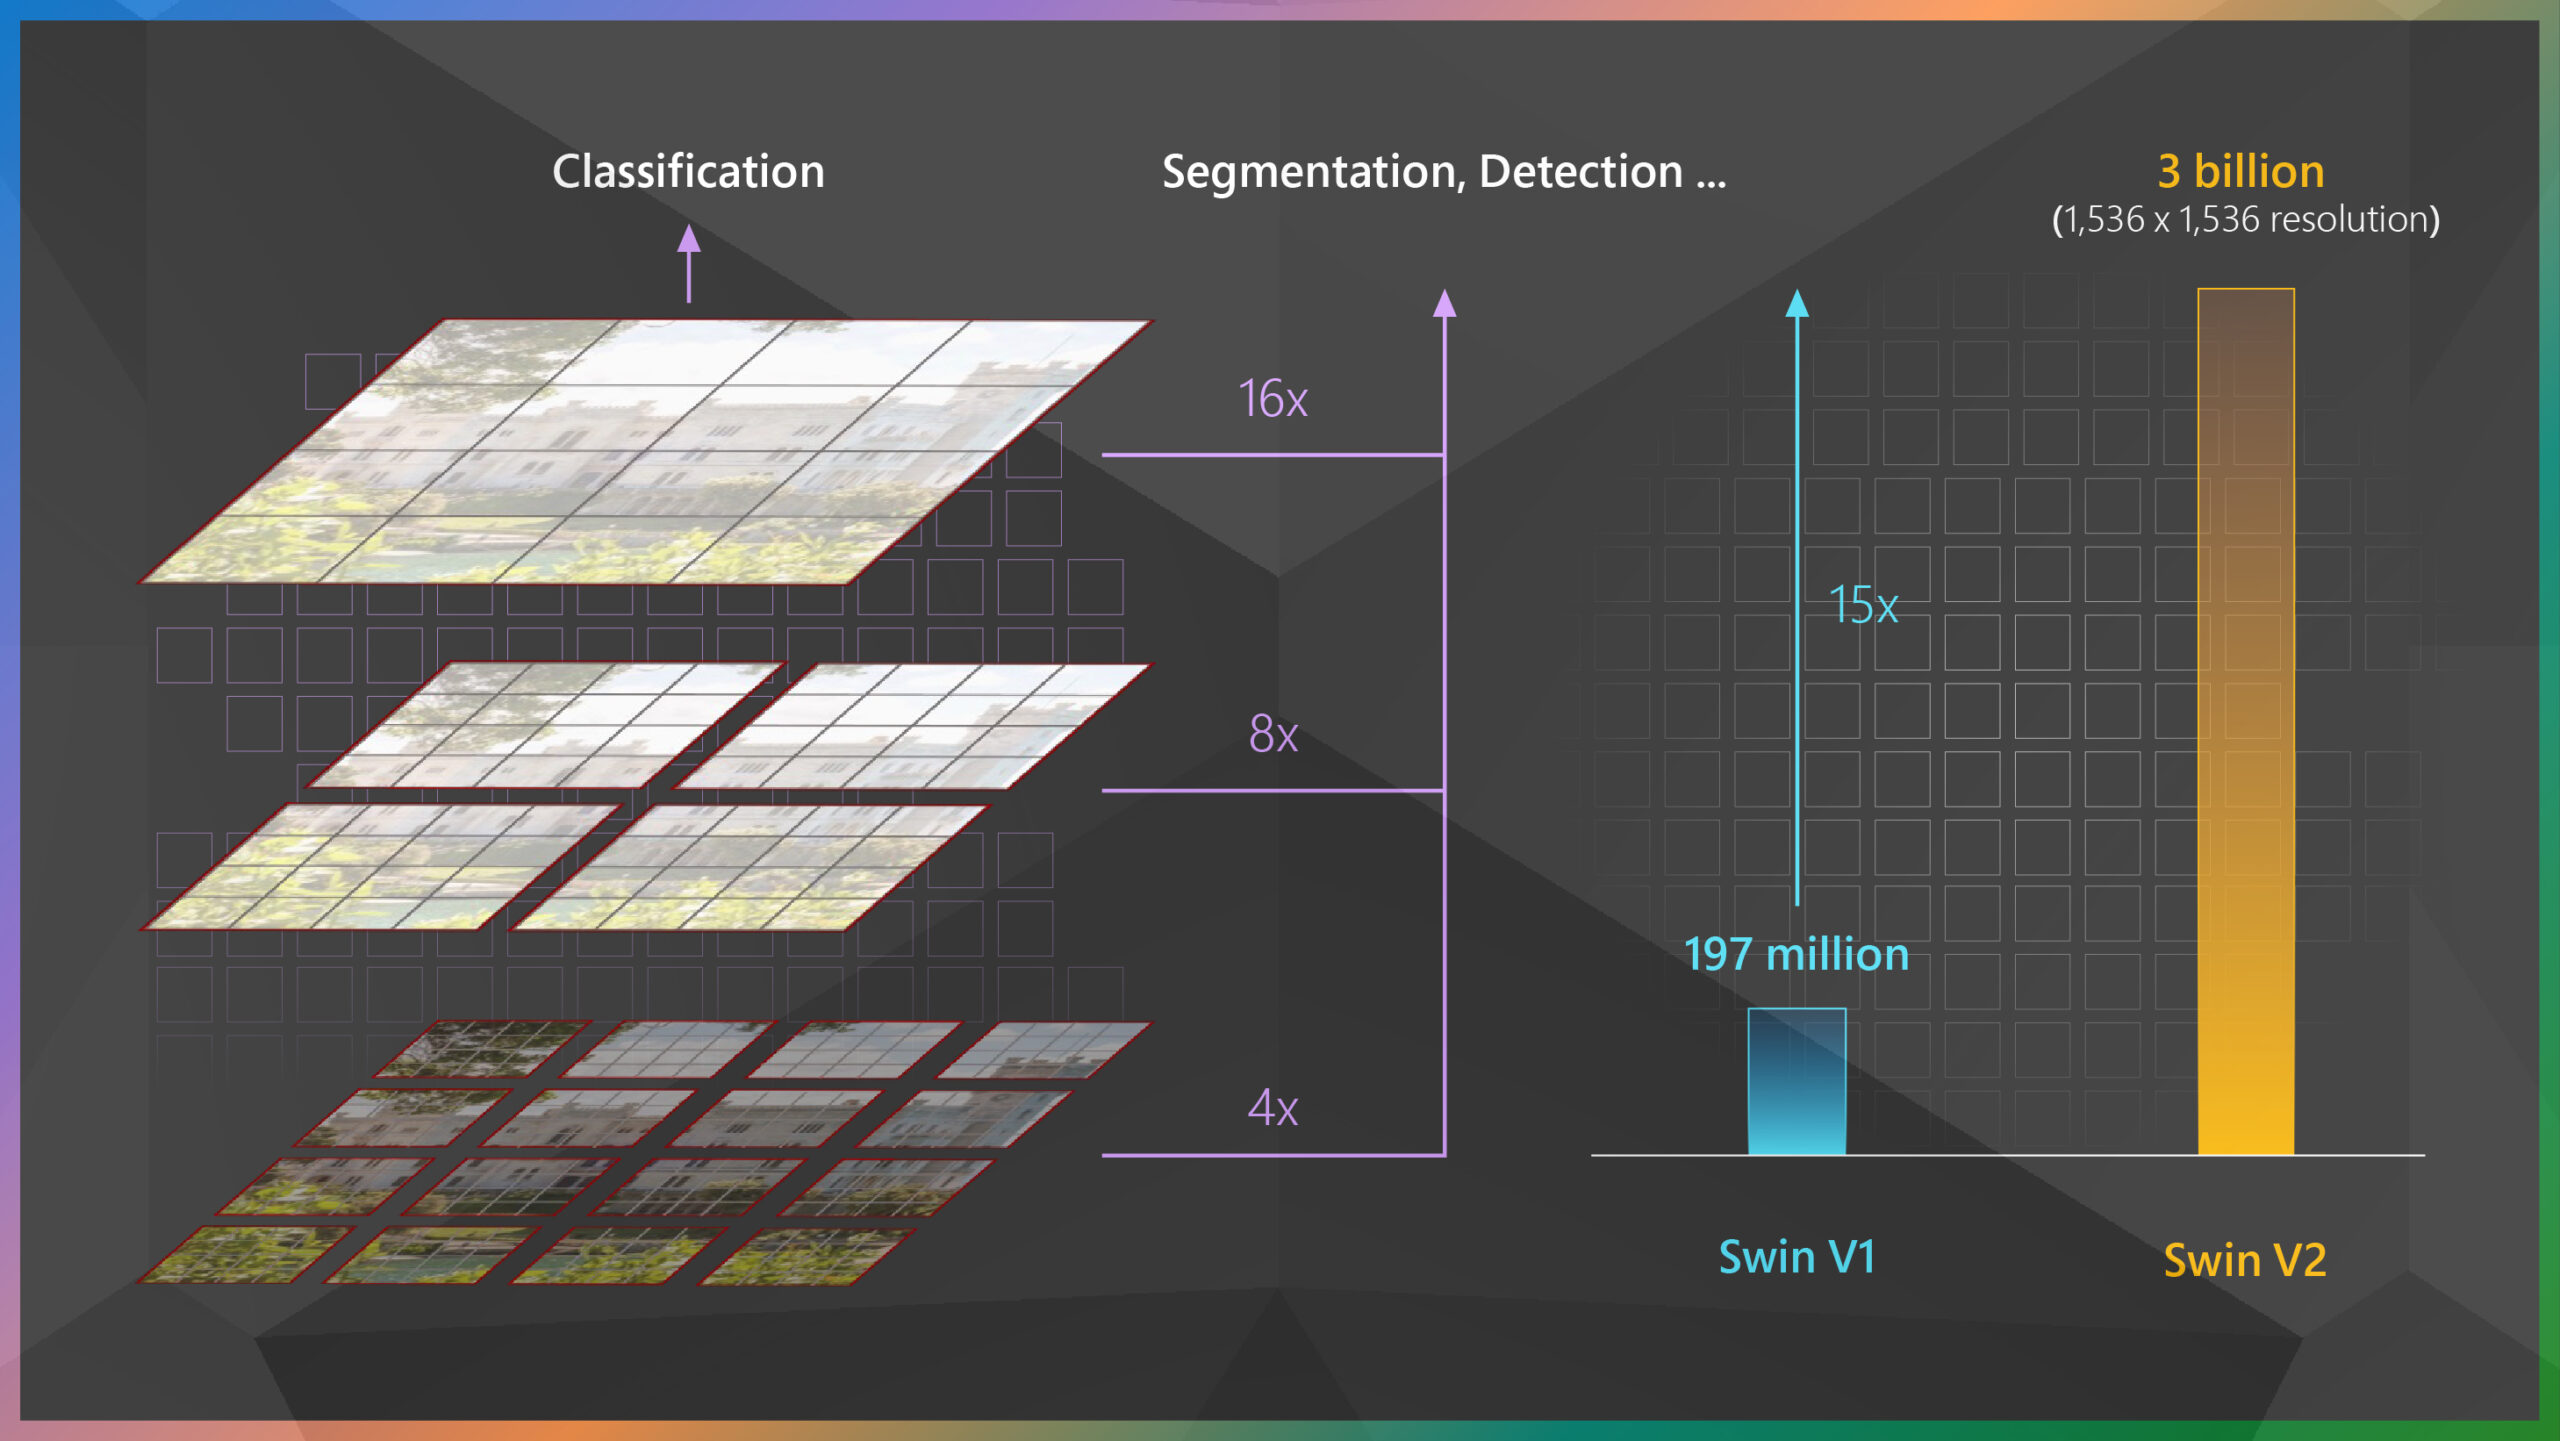 Classification
Segmentation, Detection ...
3 billion
(1,536 x 1,536 resolution)
16x
15x
8x
197 million
4x
Swin V1
Swin V2